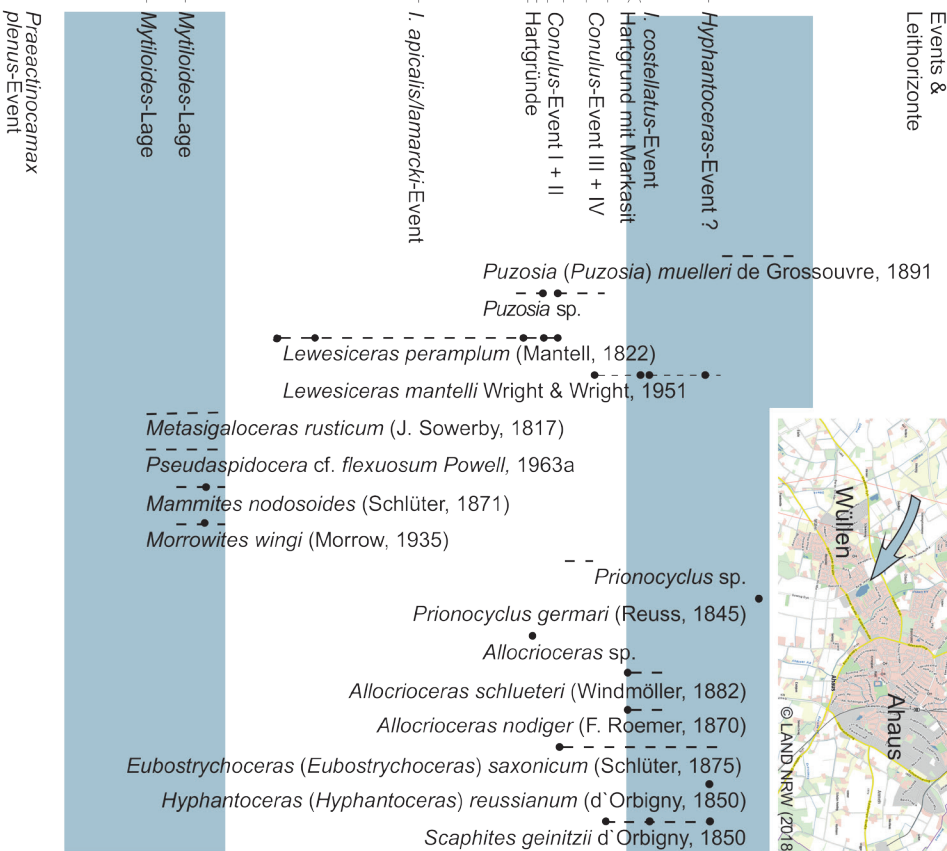 Events &
Leithorizonte
Praeactinocamax
plenus-Event
Mytiloides-Lage
Mytiloides-Lage
I. apicalis/lamarcki-Event
Hartgründe
Conulus-Event I + II
Conulus-Event III + IV
Hartgrund mit Markasit
I. costellatus-Event
Hyphantoceras-Event ?
Puzosia (Puzosia) muelleri de Grossouvre, 1891
Puzosia sp.
Lewesiceras peramplum (Mantell, 1822)
Lewesiceras mantelli Wright & Wright, 1951
Metasigaloceras rusticum (J. Sowerby, 1817)
Pseudaspidocera cf. flexuosum Powell, 1963a
Mammites nodosoides (Schlüter, 1871)
Morrowites wingi (Morrow, 1935)
Prionocyclus sp.
Prionocyclus germari (Reuss, 1845)
Allocrioceras sp.
Allocrioceras schlueteri (Windmöller, 1882)
Allocrioceras nodiger (F. Roemer, 1870)
Eubostrychoceras (Eubostrychoceras) saxonicum (Schlüter, 1875)
Hyphantoceras (Hyphantoceras) reussianum (d`Orbigny, 1850)
Scaphites geinitzii d`Orbigny, 1850
Wüllen
Ahaus
Ahaus
© LAND NRW (2018